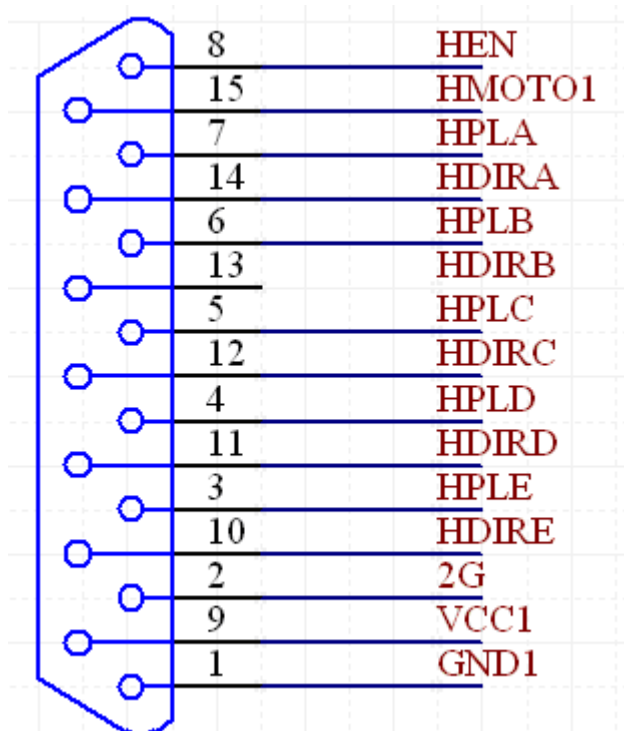 8 HEN
15 HMOTO1
7 HPLA
14 HDIRA
6 HPLB
13 HDIRB
5 HPLC
12 HDIRC
4 HPLD
11 HDIRD
3 HPLE
10 HDIRE
2 2G
9 VCC1
1 GND1